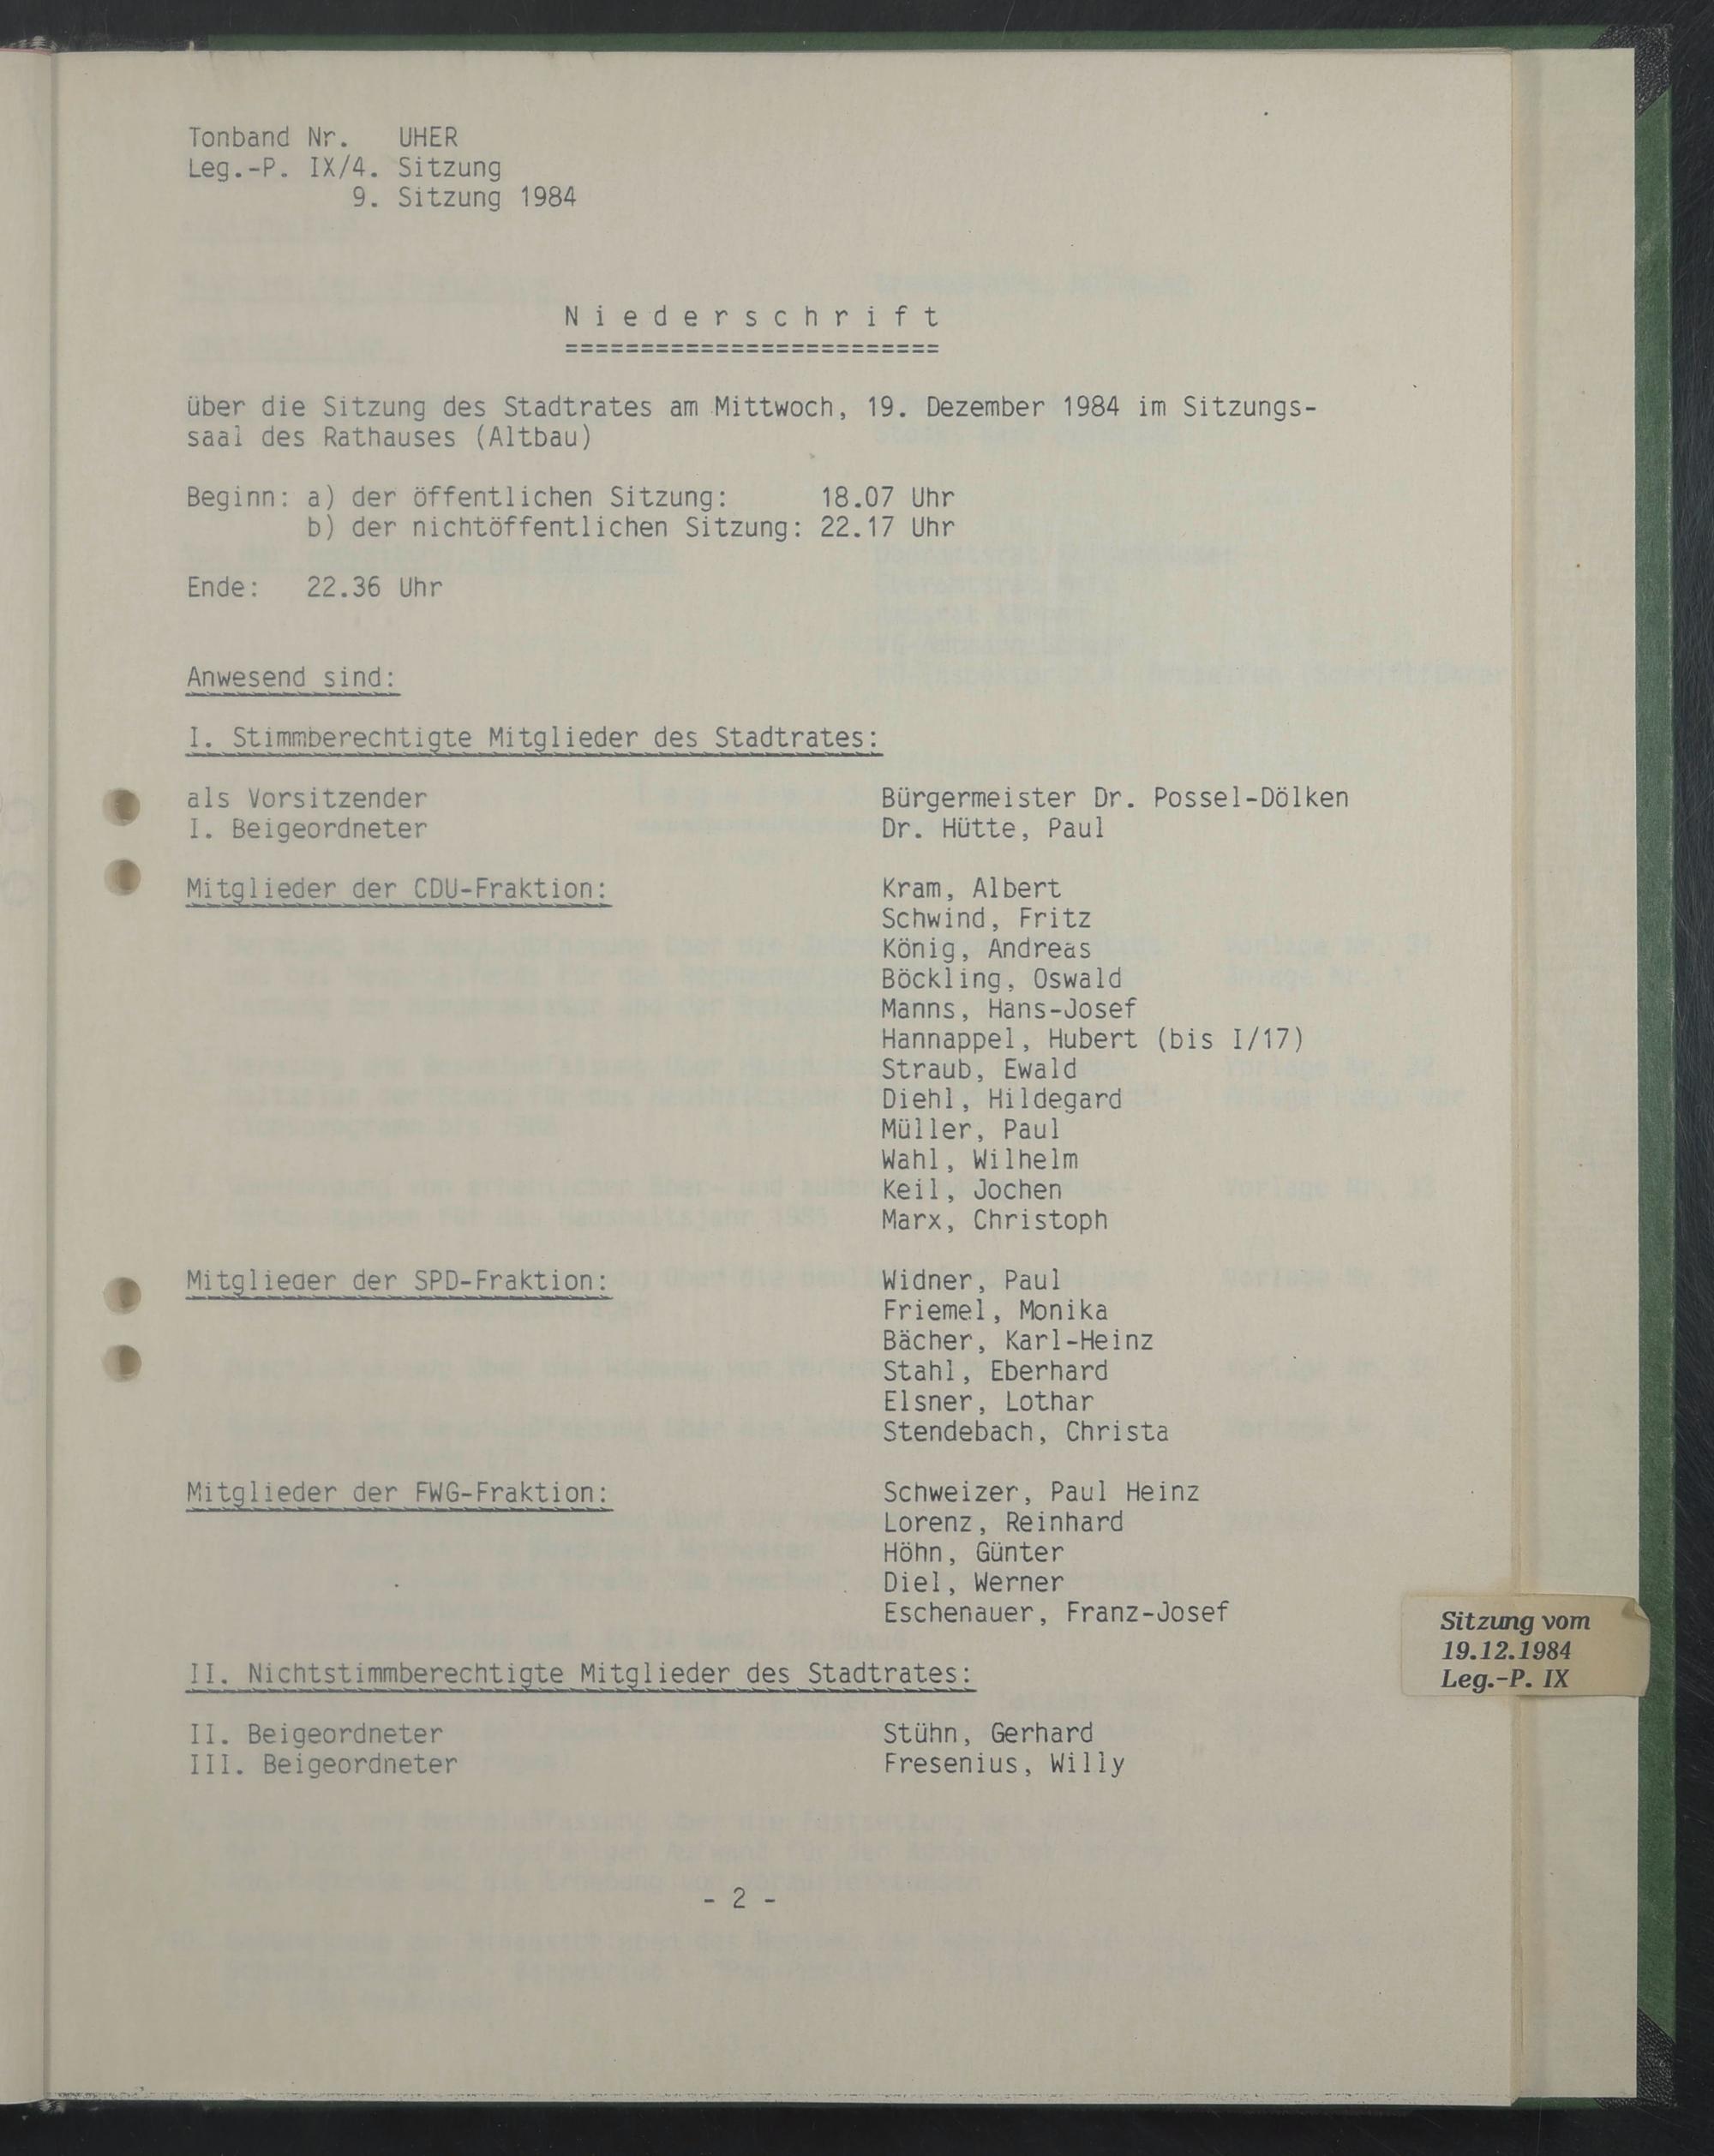 Tonband Nr. UHER
Leg.-P. IX/4. Sitzung
9. Sitzung 1984
N i e d e r s c h r i f t
=========================
über die Sitzung des Stadtrates am Mittwoch, 19. Dezember 1984 im Sitzungs-
saal des Rathauses (Altbau)
Beginn: a) der öffentlichen Sitzung: 18.07 Uhr
b) der nichtöffentlichen Sitzung: 22.17 Uhr
Ende: 22.36 Uhr
Anwesend sind:
I. Stimmberechtigte Mitglieder des Stadtrates:
als Vorsitzender Bürgermeister Dr. Possel-Dölken
I. Beigeordneter Dr. Hütte, Paul
Mitglieder der CDU-Fraktion: Kram, Albert
Schwind, Fritz
König, Andreas
Böckling, Oswald
Manns, Hans-Josef
Hannappel, Hubert (bis I/17)
Straub, Ewald
Diehl, Hildegard
Müller, Paul
Wahl, Wilhelm
Keil, Jochen
Marx, Christoph
Mitglieder der SPD-Fraktion: Widner, Paul
Friemel, Monika
Bächer, Karl-Heinz
Stahl, Eberhard
Elsner, Lothar
Stendebach, Christa
Mitglieder der FWG-Fraktion: Schweizer, Paul Heinz
Lorenz, Reinhard
Höhn, Günter
Diel, Werner
Eschenauer, Franz-Josef
II. Nichtstimmberechtigte Mitglieder des Stadtrates:
II. Beigeordneter Stühn, Gerhard
III. Beigeordneter Fresenius, Willy
- 2 -
Sitzung vom
19.12.1984
Leg.-P. IX